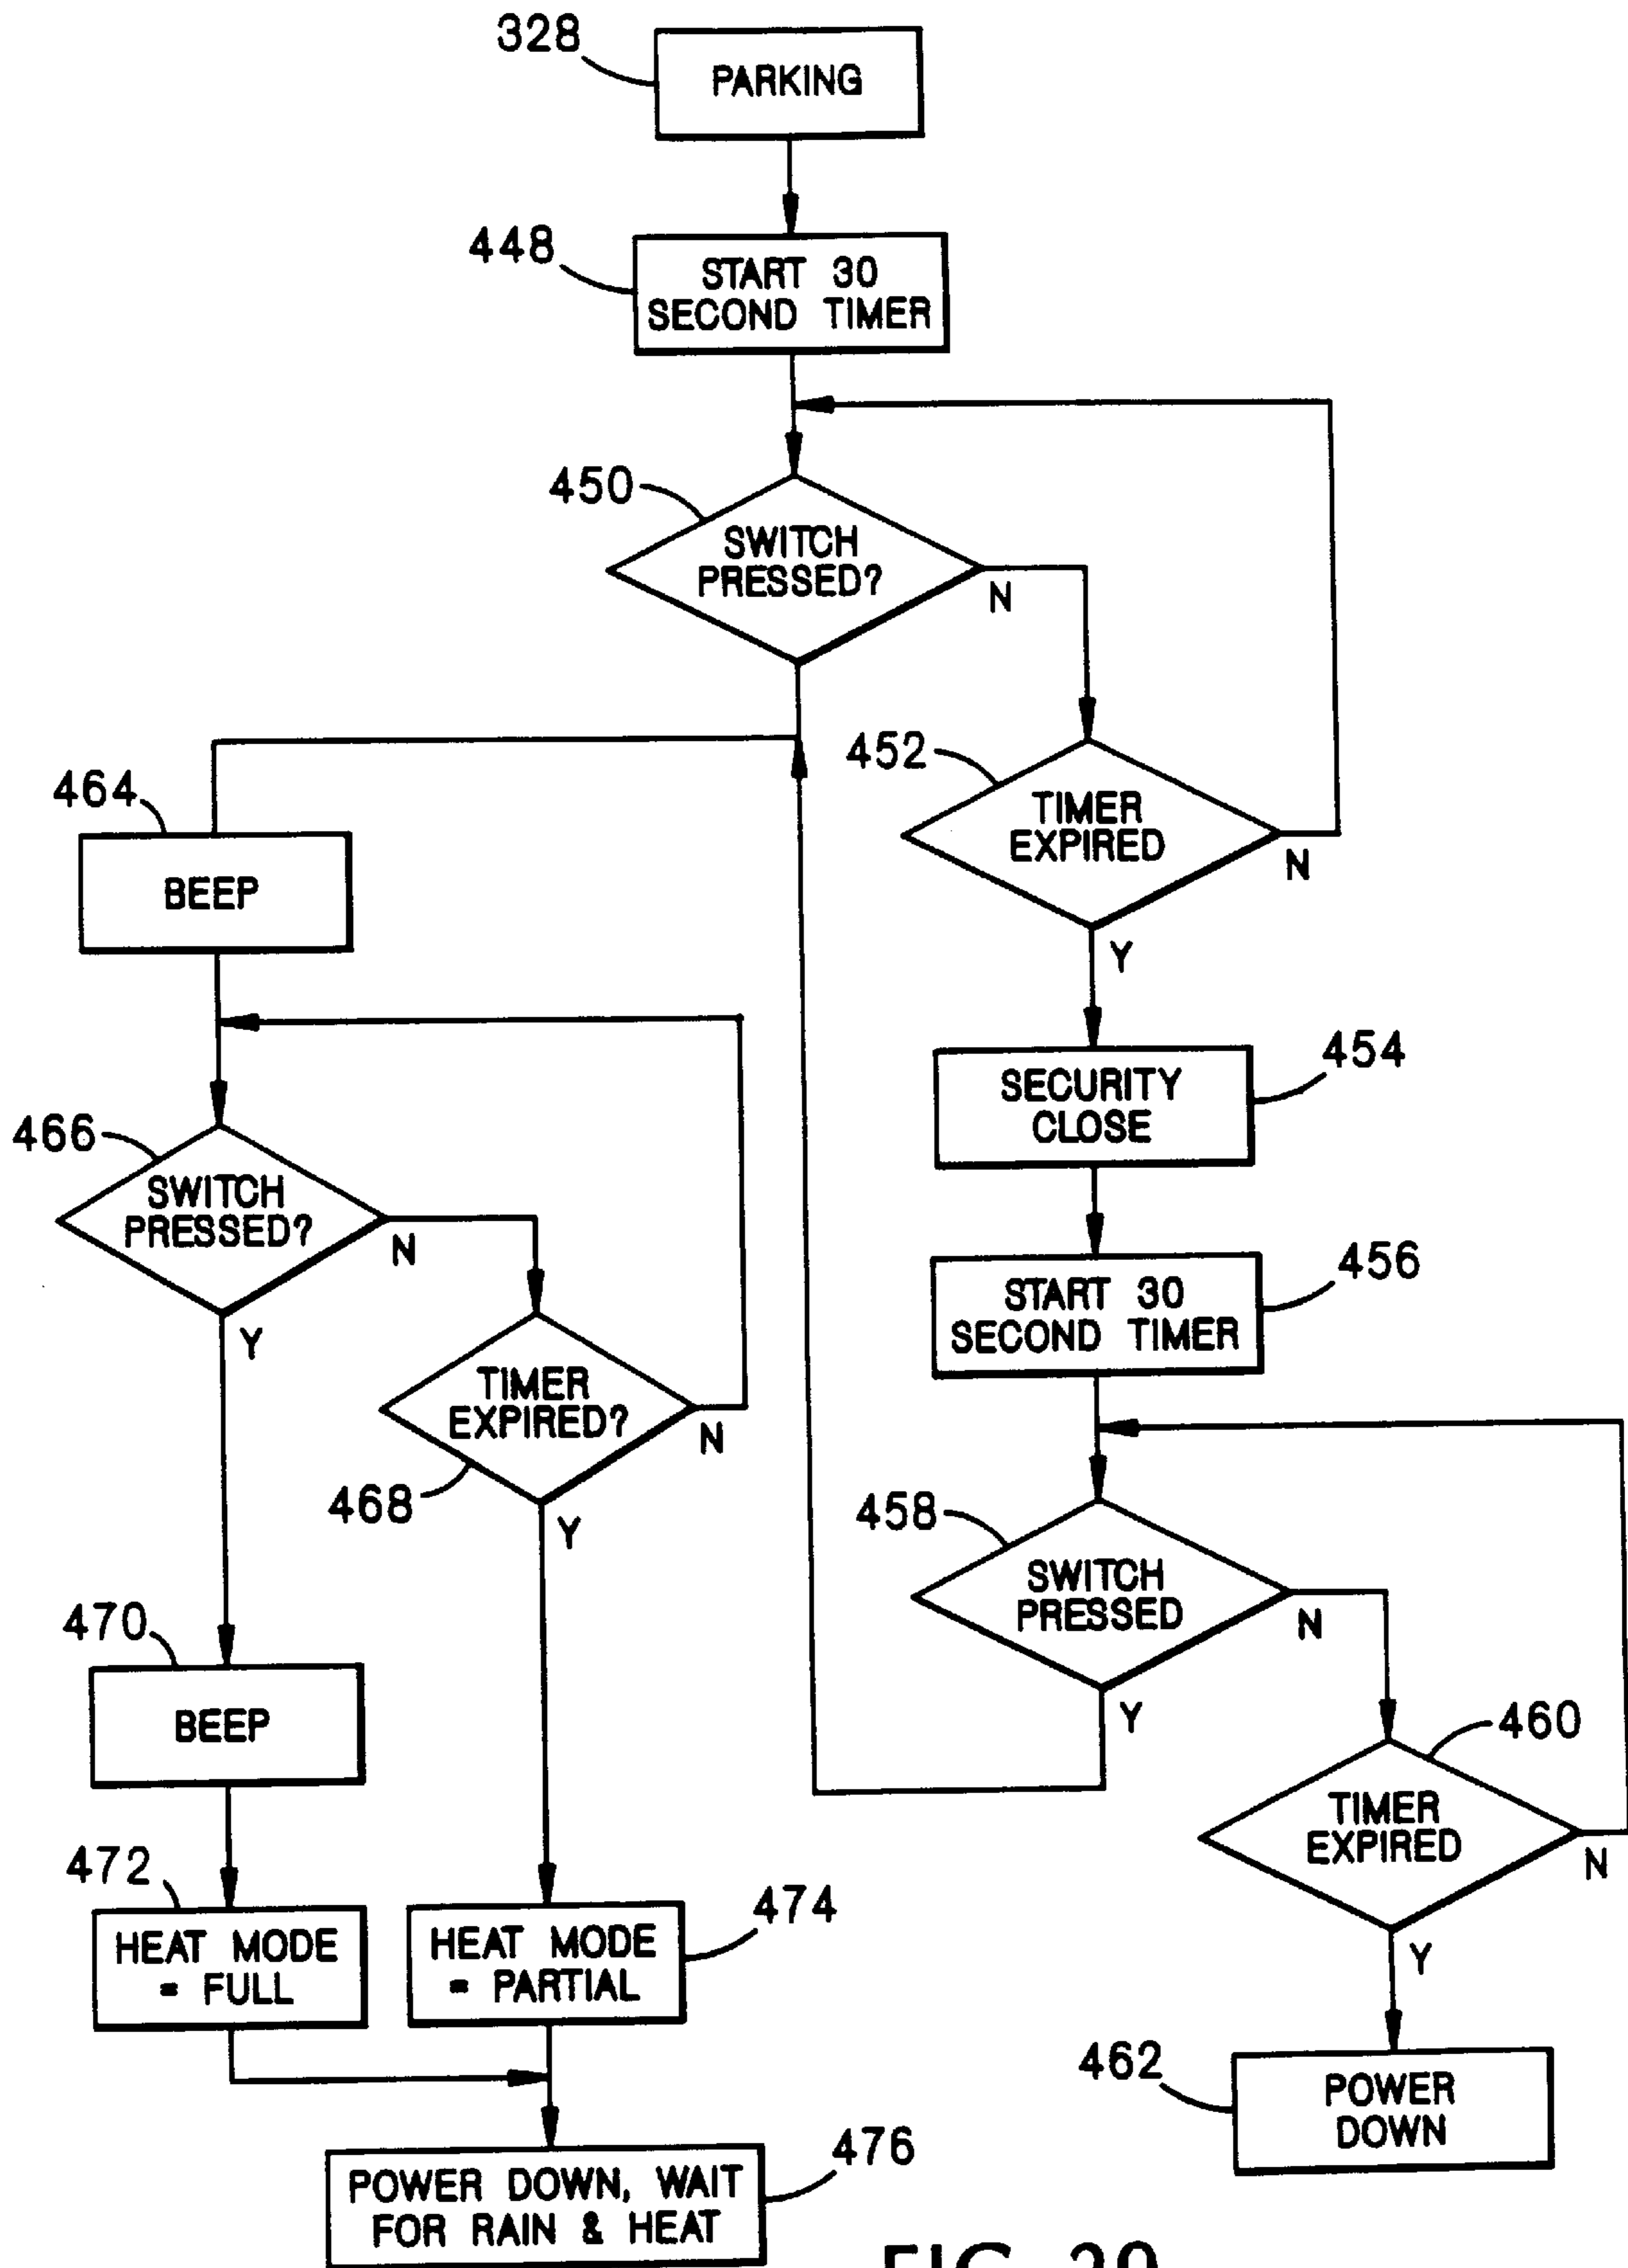 328
PARKING
448
START 30
SECOND TIMER
450
SWITCH
PRESSED?
N
452
TIMER
EXPIRED
N
Y
464
BEEP
454
SECURITY
CLOSE
466
SWITCH
PRESSED?
N
Y
456
START 30
SECOND TIMER
TIMER
EXPIRED?
N
468
Y
458
SWITCH
PRESSED
N
Y
470
BEEP
460
TIMER
EXPIRED
N
Y
472
HEAT MODE
= FULL
474
HEAT MODE
= PARTIAL
462
POWER
DOWN
476
POWER DOWN, WAIT
FOR RAIN & HEAT